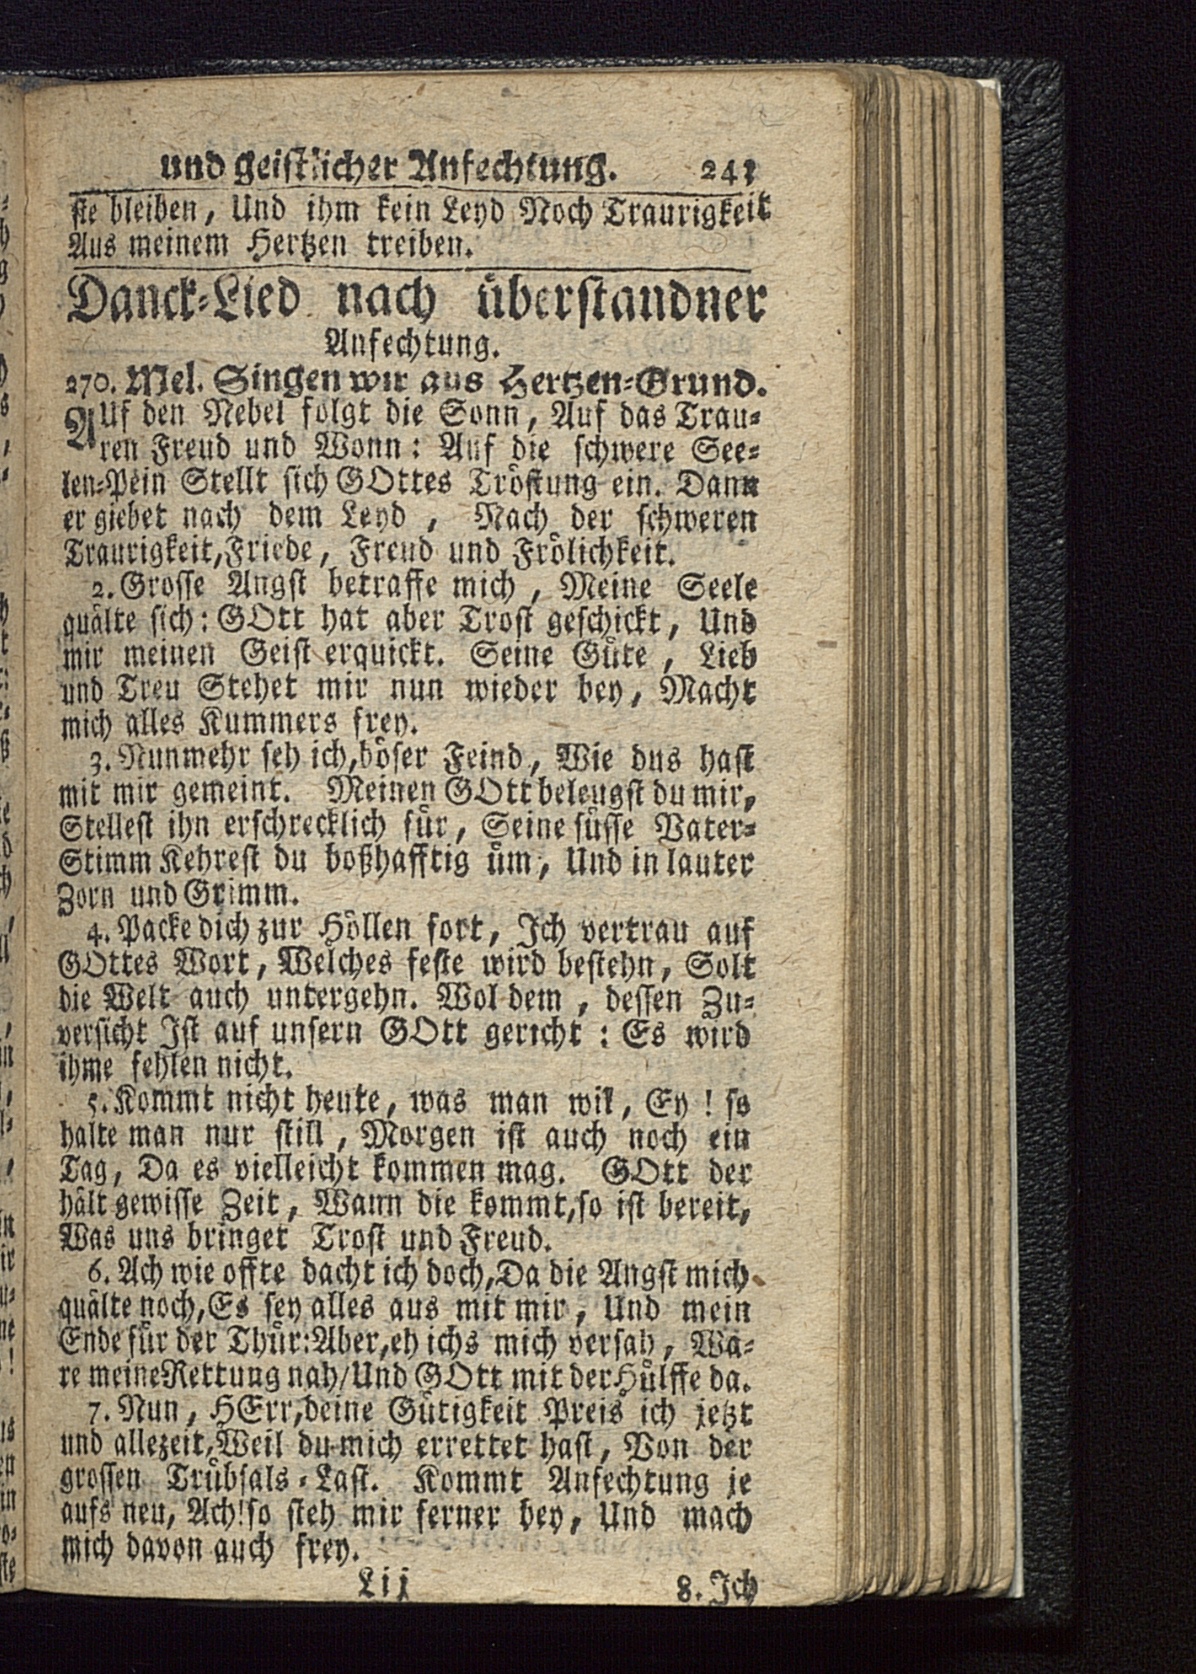 und geistlicher Anfechtung. 241
ste bleiben, Und ihm kein Leyd Noch Traurigkeit
Aus meinem Hertzen treiben.
Danck-Lied nach überstandner
Anfechtung.
270. Mel. Singen wir aus Hertzen-Grund.
AUf den Nebel folgt die Sonn, Auf das Trau-
ren Freud und Wonn: Auf die schwere See-
len-Pein Stellt sich GOttes Tröstung ein. Dann
er giebet nach dem Leyd, Nach der schweren
Traurigkeit, Friede, Freud und Frölichkeit.
2. Grosse Angst betraffe mich, Meine Seele
quälte sich: GOtt hat aber Trost geschickt, Und
mir meinen Geist erquickt. Seine Güte, Lieb
und Treu Stehet mir nun wieder bey, Macht
mich alles Kummers frey.
3. Nunmehr seh ich, böser Feind, Wie dus hast
mit mir gemeint. Meinen GOtt beleugst du mir,
Stellest ihn erschrecklich für, Seine süsse Vater-
Stimm Kehrest du boßhafftig üm, Und in lauter
Zorn und Grimm.
4. Packe dich zur Höllen fort, Ich vertrau auf
GOttes Wort, Welches feste wird bestehn, Solt
die Welt auch untergehn. Wol dem, dessen Zu-
versicht Ist auf unsern GOtt gericht: Es wird
ihme fehlen nicht.
5. Kommt nicht heute, was man wil, Ey! so
halte man nur still, Morgen ist auch noch ein
Tag, Da es vielleicht kommen mag. GOtt der
hält gewisse Zeit, Wann die kommt, so ist bereit,
Was uns bringet Trost und Freud.
6. Ach wie offte dacht ich doch, Da die Angst mich
quälte noch, Es sey alles aus mit mir, Und mein
Ende für der Thür: Aber, eh ichs mich versah, Wä-
re meine Rettung nah/ Und GOtt mit der Hülffe da.
7. Nun, HErr, deine Gütigkeit Preis ich jetzt
und allezeit, Weil du mich errettet hast, Von der
grossen Trübsals-Last. Kommt Anfechtung je
aufs neu, Ach! so steh mir ferner bey, Und mach
mich davon auch frey.
Lij 8. Ich